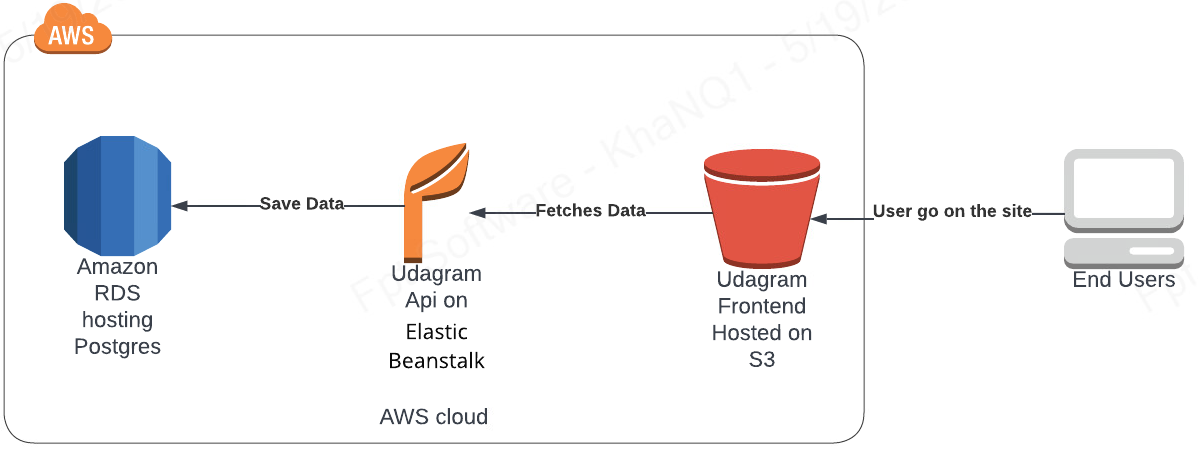 AWS
Save Data
Fetches Data
User go on the site
Amazon
RDS
hosting
Postgres
Udagram
Api on
Elastic
Beanstalk
Udagram
Frontend
Hosted on
S3
End Users
AWS cloud
Fpt Software - KhaNQ1 - 5/19/2